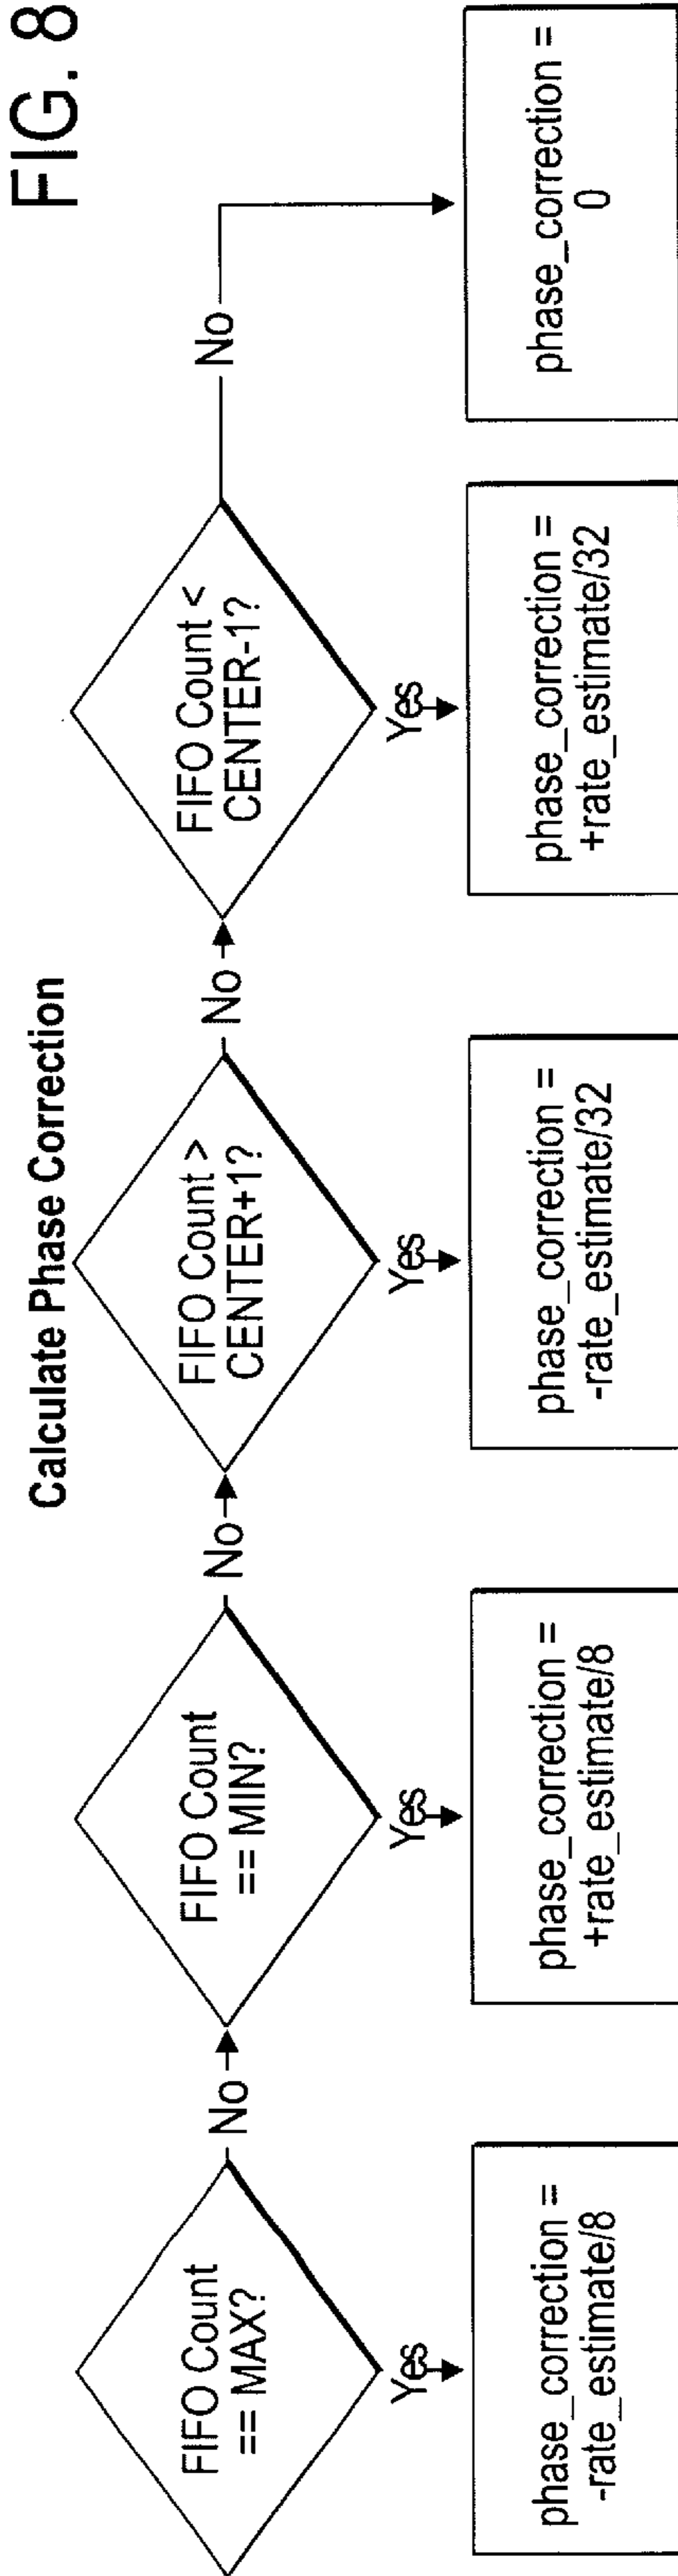 FIG. 8
Calculate Phase Correction
FIFO Count
== MAX?
No
FIFO Count
== MIN?
No
FIFO Count >
CENTER+1?
No
FIFO Count <
CENTER-1?
No
Yes
Yes
Yes
Yes
phase_correction =
-rate_estimate/8
phase_correction =
+rate_estimate/8
phase_correction =
-rate_estimate/32
phase_correction =
+rate_estimate/32
phase_correction =
0